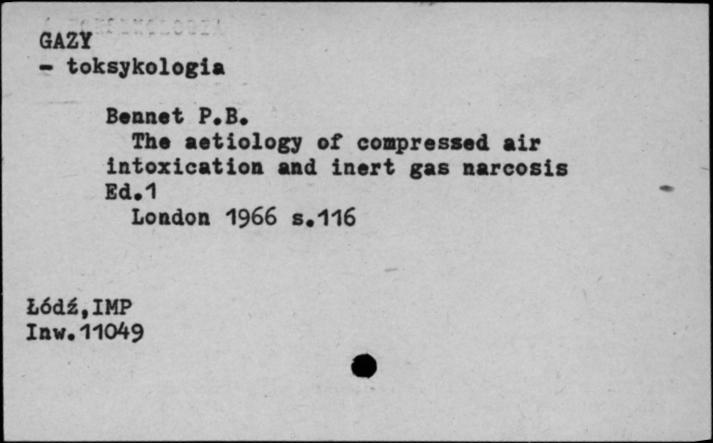 GAZY
- toksykologia
Bennet P.B.
The aetiology of compressed air
intoxication and inert gas narcosis
Ed.1
London 1966 s.116
Łódź,IMP
Inw.11049